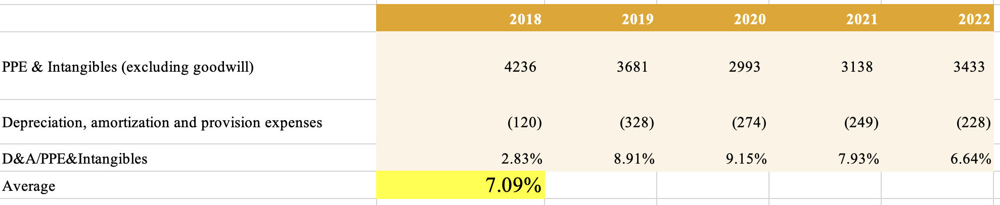 2018 2019 2020 2021 2022
PPE & Intangibles (excluding goodwill) 4236 3681 2993 3138 3433
Depreciation, amortization and provision expenses (120) (328) (274) (249) (228)
D&A/PPE&Intangibles 2.83% 8.91% 9.15% 7.93% 6.64%
Average 7.09%